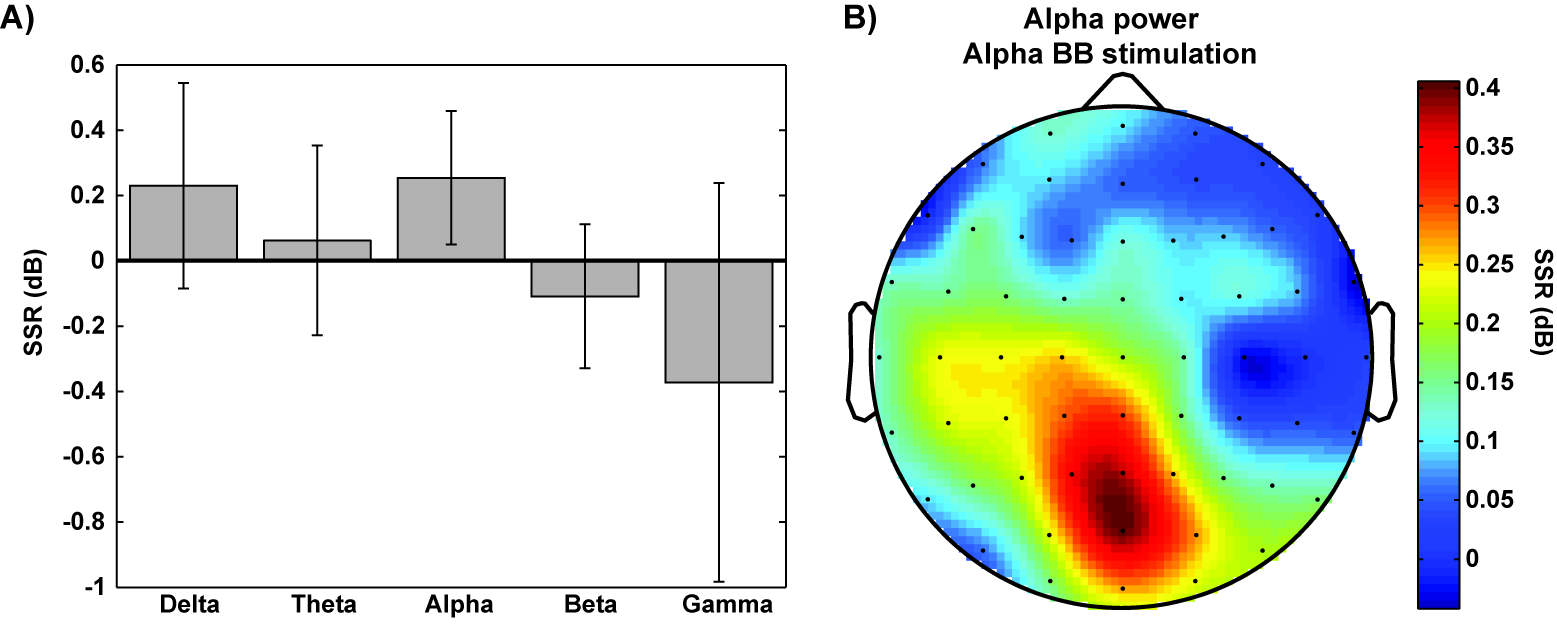 A)
0.6
0.4
0.2
0
-0.2
-0.4
-0.6
-0.8
-1
SSR (dB)
Delta Theta Alpha Beta Gamma
B)
Alpha power
Alpha BB stimulation
0.4
0.35
0.3
0.25
0.2
0.15
0.1
0.05
0
SSR (dB)